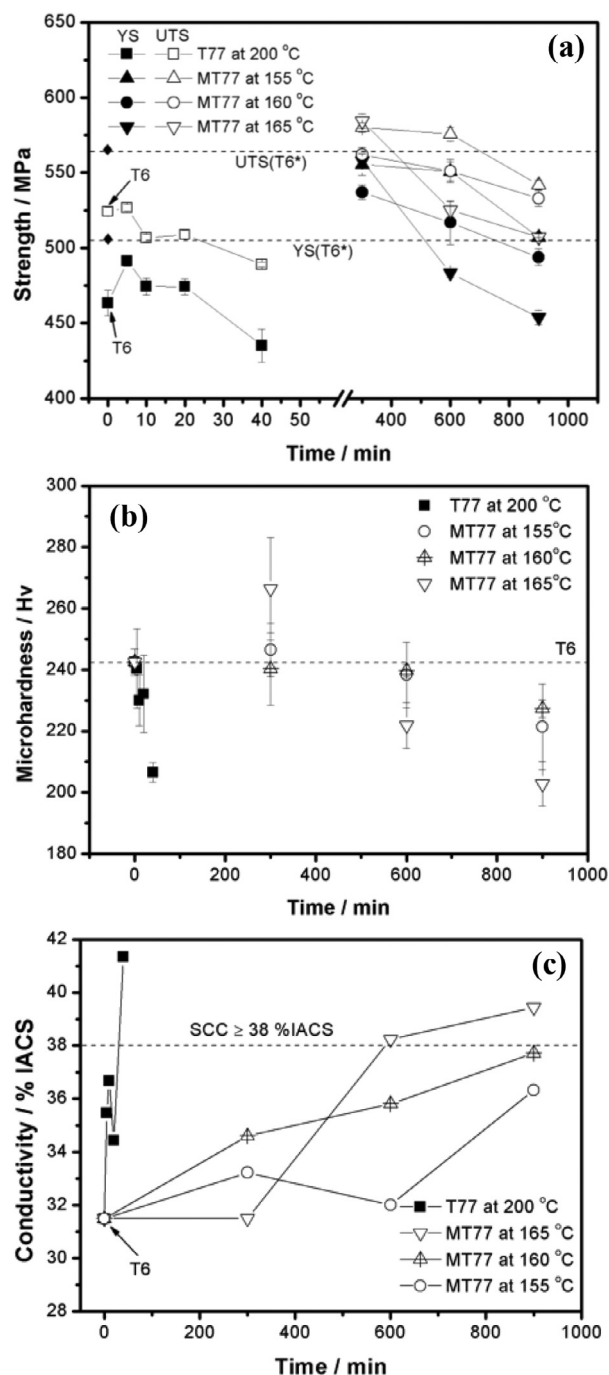 (a)
YS UTS
T77 at 200 °C
MT77 at 155 °C
MT77 at 160 °C
MT77 at 165 °C
650
600
550
500
450
400
UTS(T6*)
T6
YS(T6*)
T6
0 10 20 30 40 50 400 600 800 1000
Strength / MPa
Time / min
(b)
T77 at 200 °C
MT77 at 155°C
MT77 at 160°C
MT77 at 165°C
300
280
260
240
220
200
180
T6
0 200 400 600 800 1000
Microhardness / Hv
Time / min
(c)
42
40
38
36
34
32
30
28
SCC ≥ 38 %IACS
T6
T77 at 200 °C
MT77 at 165 °C
MT77 at 160 °C
MT77 at 155 °C
0 200 400 600 800 1000
Conductivity / % IACS
Time / min